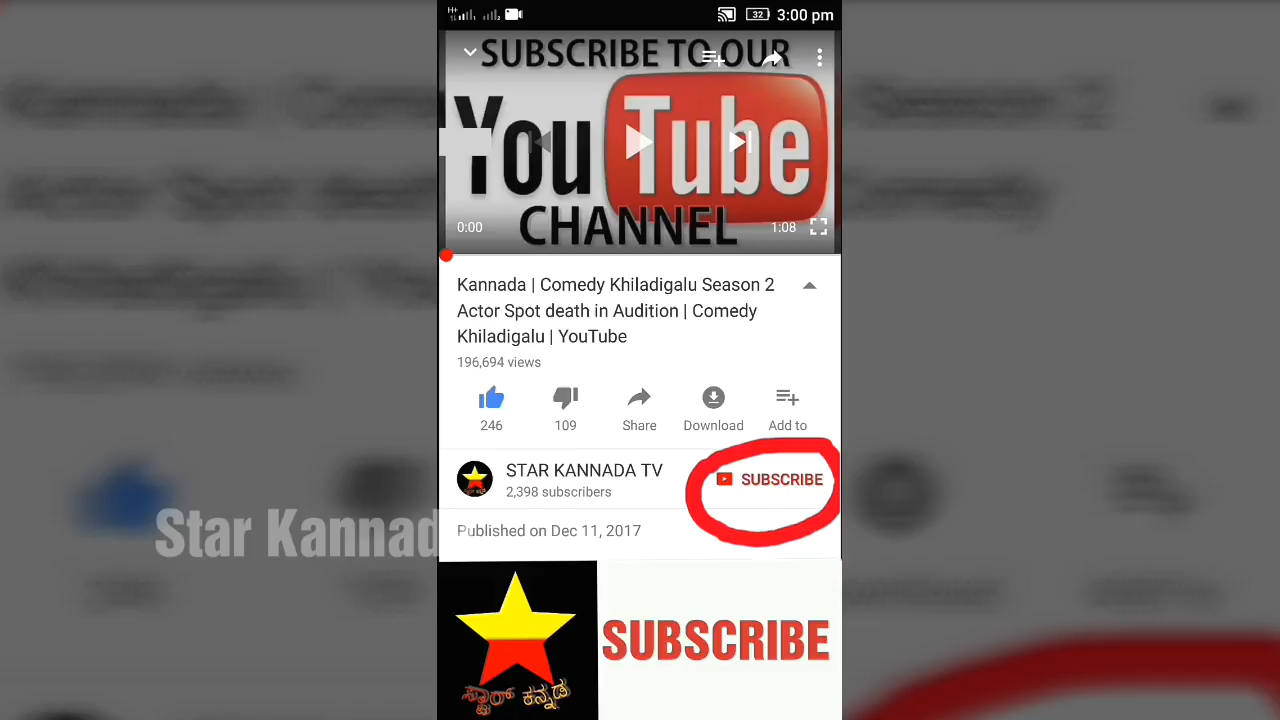 H+
32
3:00 pm
SUBSCRIBE TO OUR
YouTube
CHANNEL
0:00
1:08
Kannada | Comedy Khiladigalu Season 2
Actor Spot death in Audition | Comedy
Khiladigalu | YouTube
196,694 views
246
109
Share
Download
Add to
STAR KANNADA TV
SUBSCRIBE
2,398 subscribers
Published on Dec 11, 2017
Star Kannad
SUBSCRIBE
ಸ್ಟಾರ್ ಕನ್ನಡ